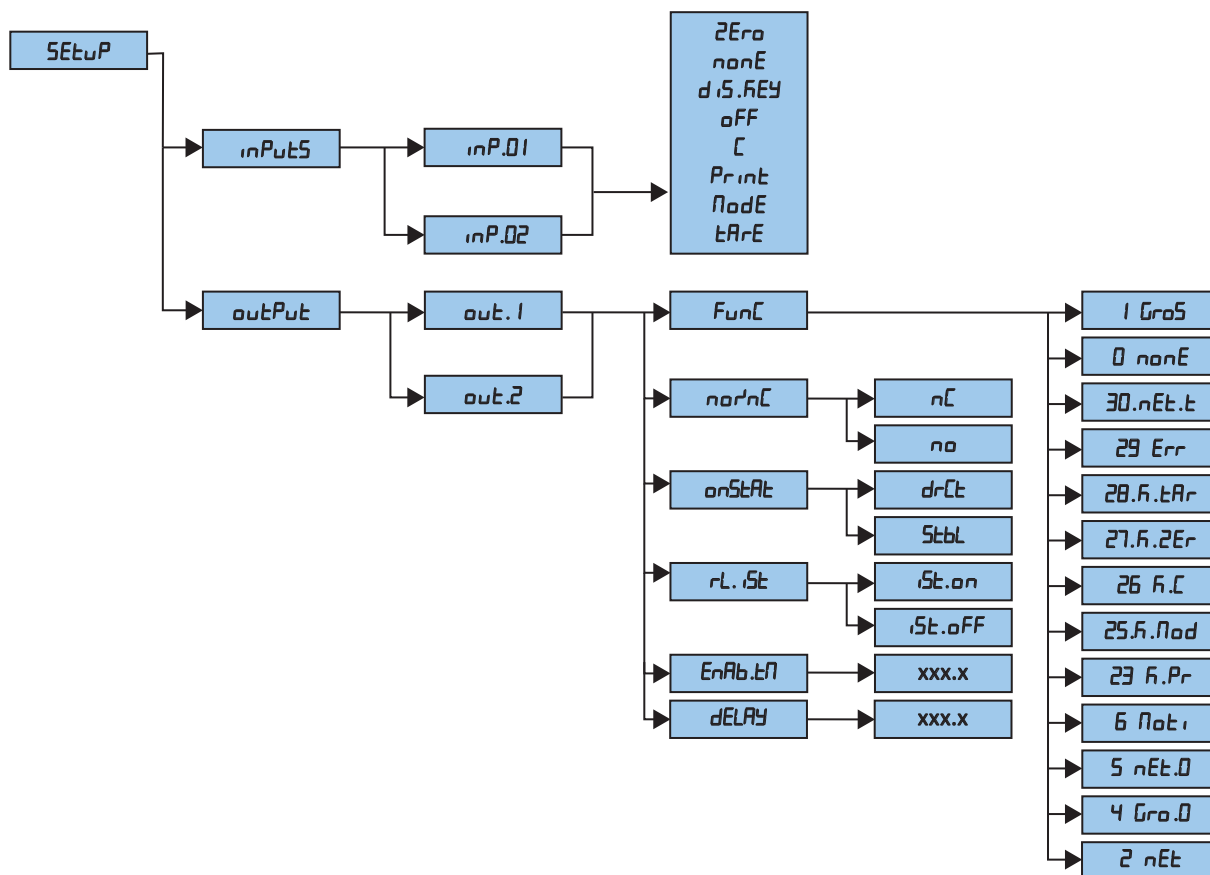 SEtuP
inPutS
inP.01
inP.02
ZEro
nonE
diS.KEY
oFF
C
Print
ModE
tArE
outPut
out.1
out.2
FunC
no/nC
nC
no
onStAt
drCt
StbL
rL.iSt
iSt.on
iSt.oFF
EnAb.tM
xxx.x
dELAY
xxx.x
1 GroS
0 nonE
30.nEt.t
29 Err
28.K.tAr
27.K.ZEr
26 K.C
25.K.Mod
23 K.Pr
6 Moti
5 nEt.0
4 Gro.0
2 nEt